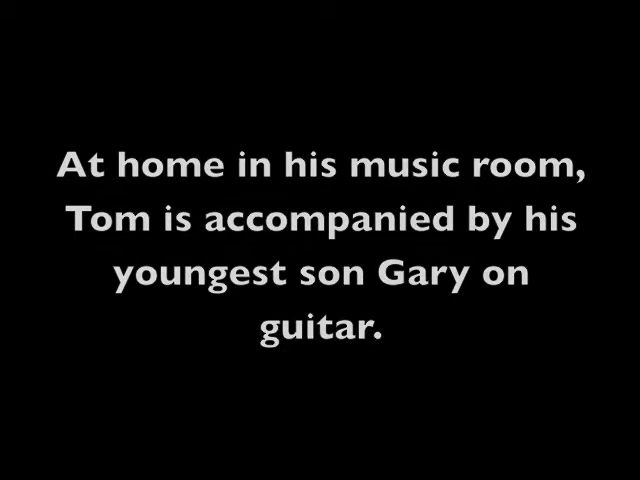 At home in his music room,
Tom is accompanied by his
youngest son Gary on
guitar.